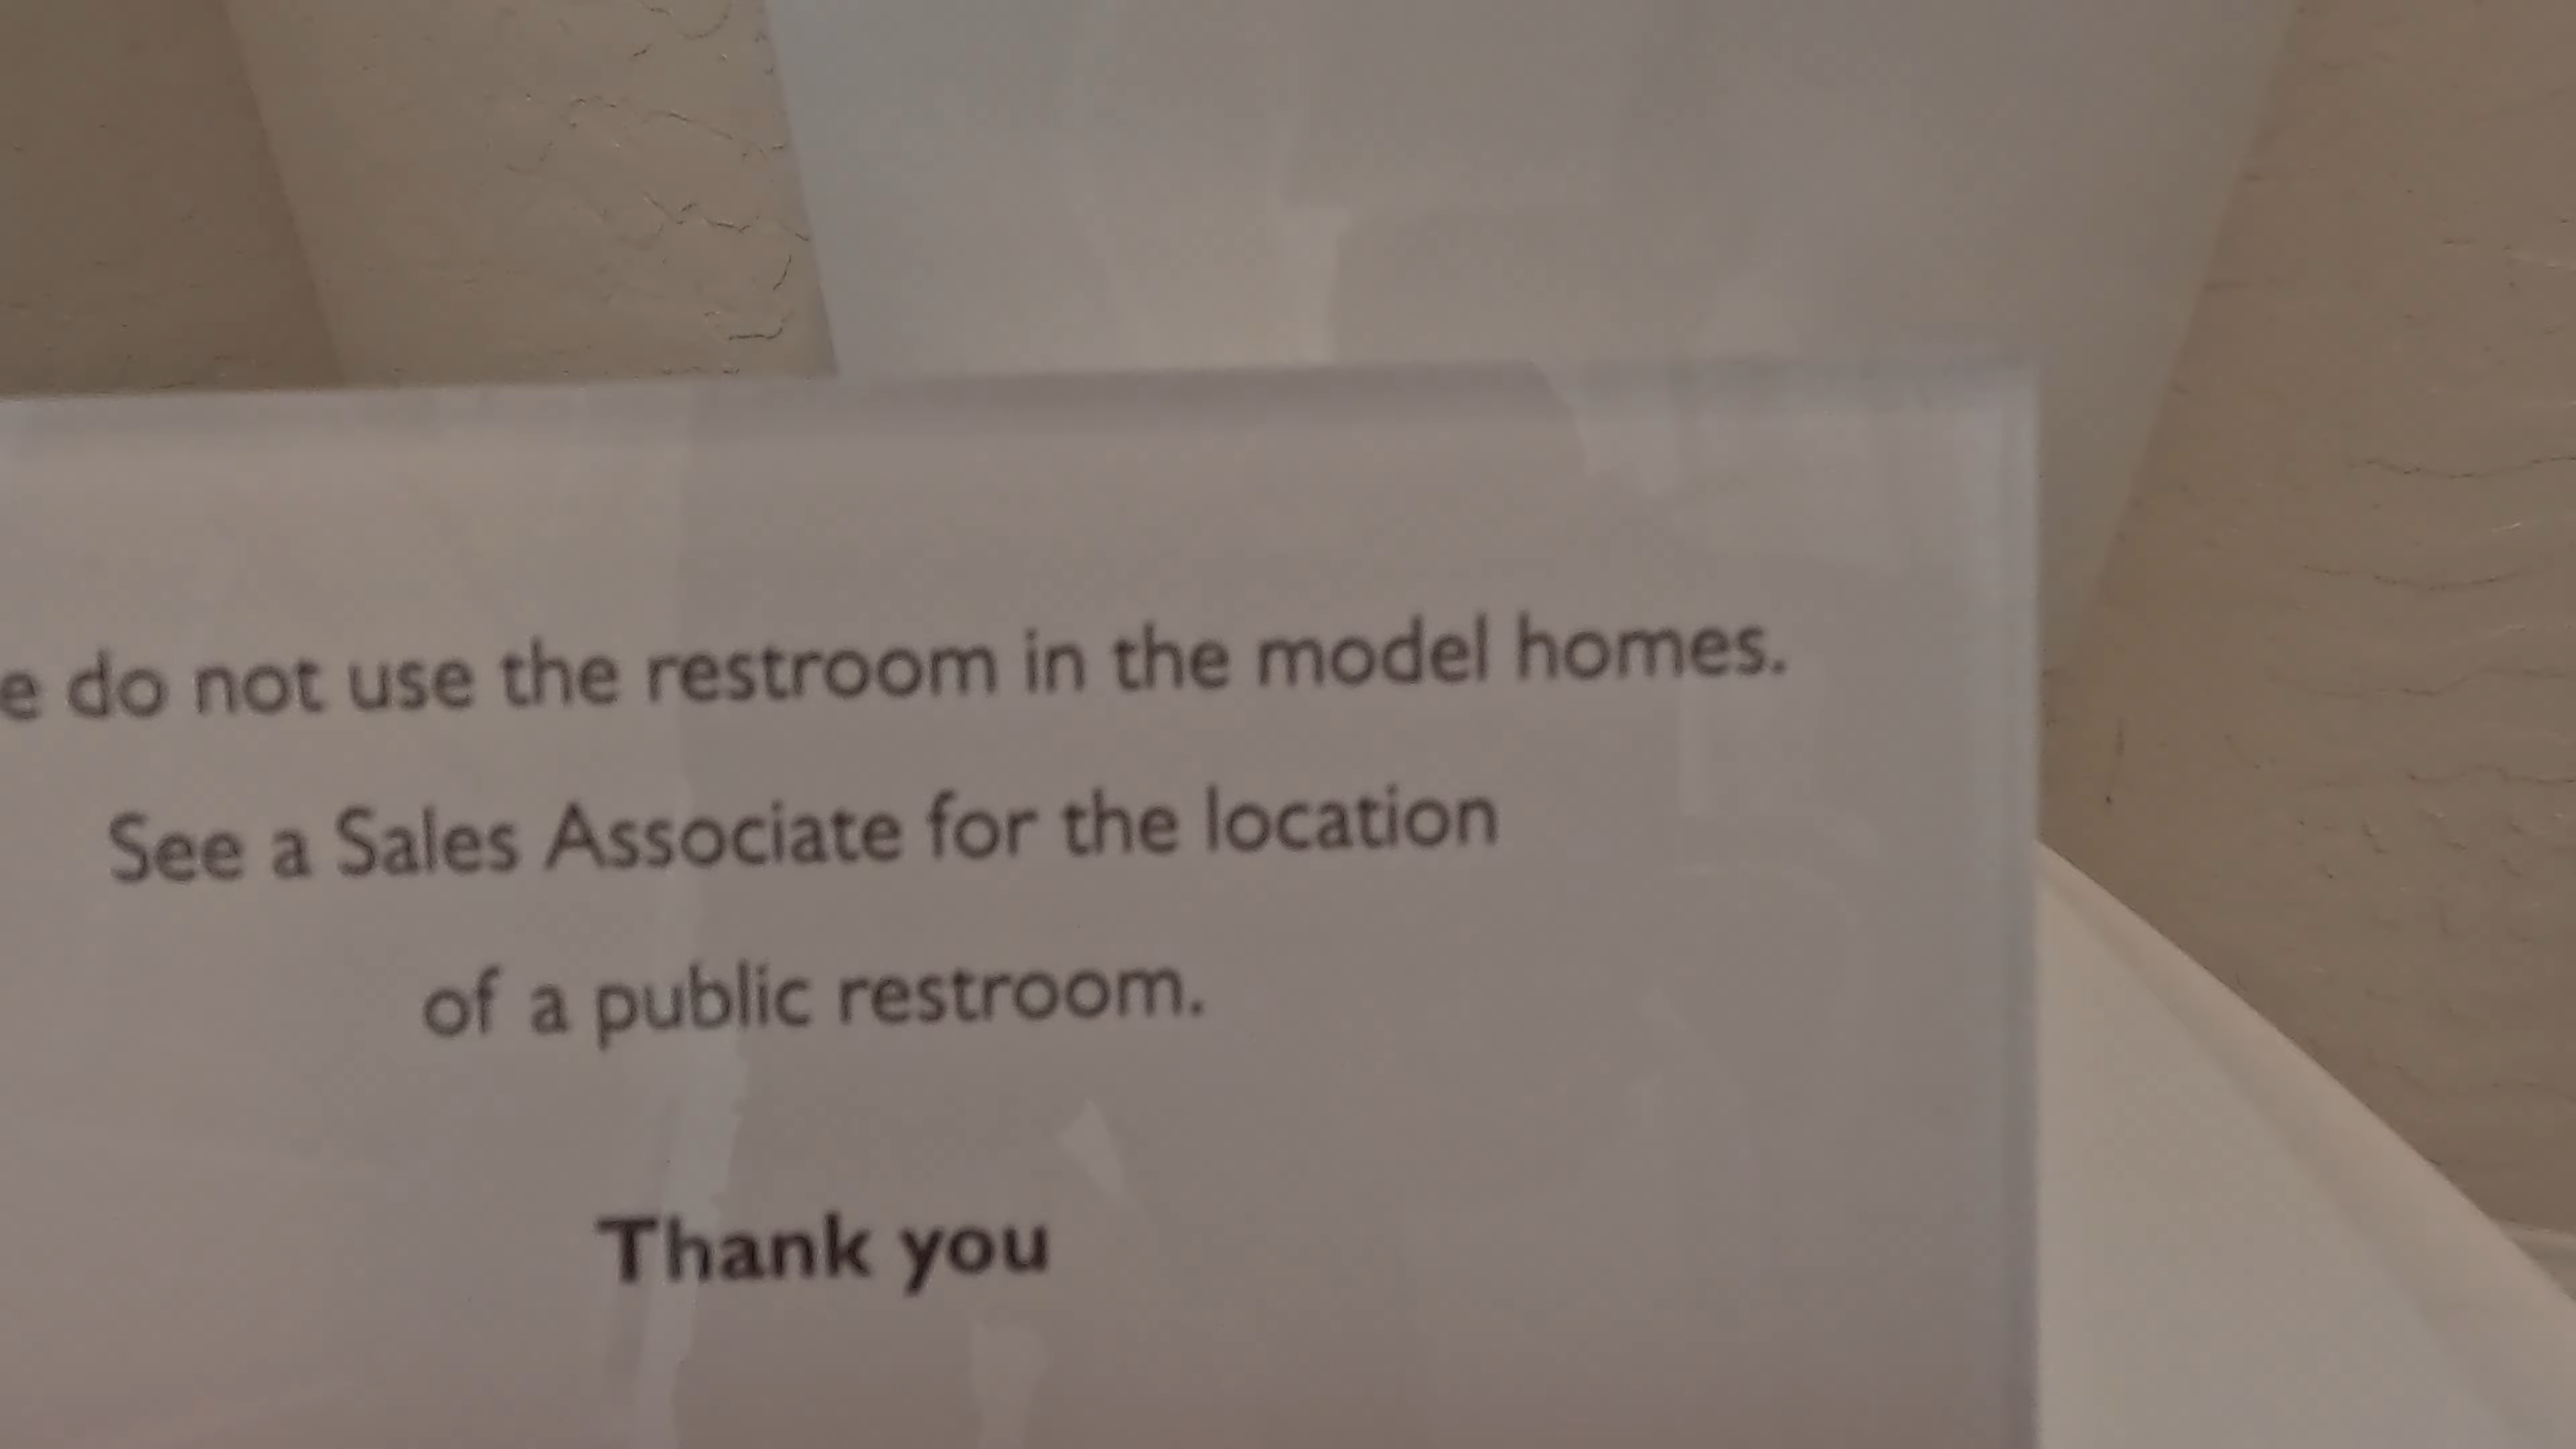 e do not use the restroom in the model homes.
See a Sales Associate for the location
of a public restroom.
Thank you